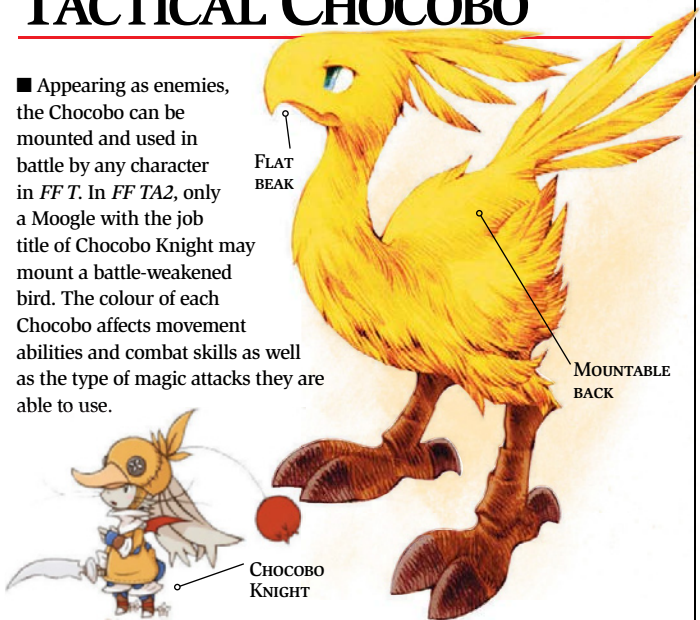 TACTICAL CHOCOBO
■ Appearing as enemies,
the Chocobo can be
mounted and used in
battle by any character
in FF T. In FF TA2, only
a Moogle with the job
title of Chocobo Knight may
mount a battle-weakened
bird. The colour of each
Chocobo affects movement
abilities and combat skills as well
as the type of magic attacks they are
able to use.
FLAT
BEAK
MOUNTABLE
BACK
CHOCOBO
KNIGHT